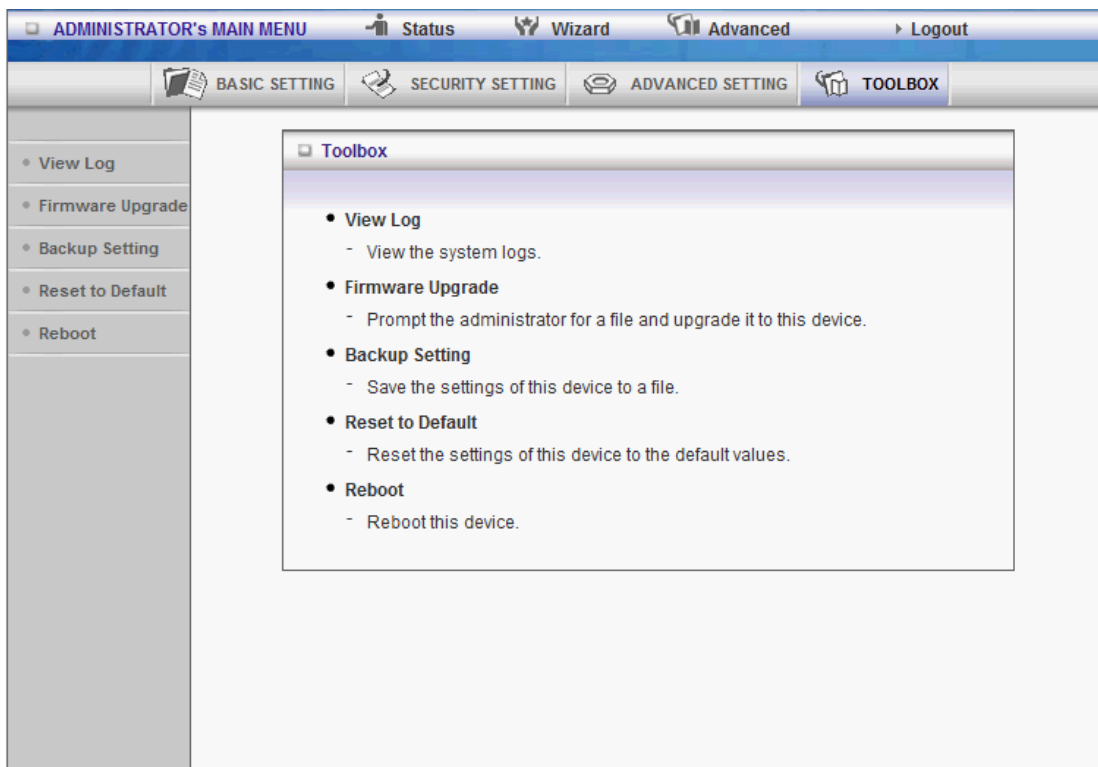 ADMINISTRATOR's MAIN MENU Status Wizard Advanced Logout
BASIC SETTING SECURITY SETTING ADVANCED SETTING TOOLBOX
View Log
Firmware Upgrade
Backup Setting
Reset to Default
Reboot
Toolbox
View Log
- View the system logs.
Firmware Upgrade
- Prompt the administrator for a file and upgrade it to this device.
Backup Setting
- Save the settings of this device to a file.
Reset to Default
- Reset the settings of this device to the default values.
Reboot
- Reboot this device.